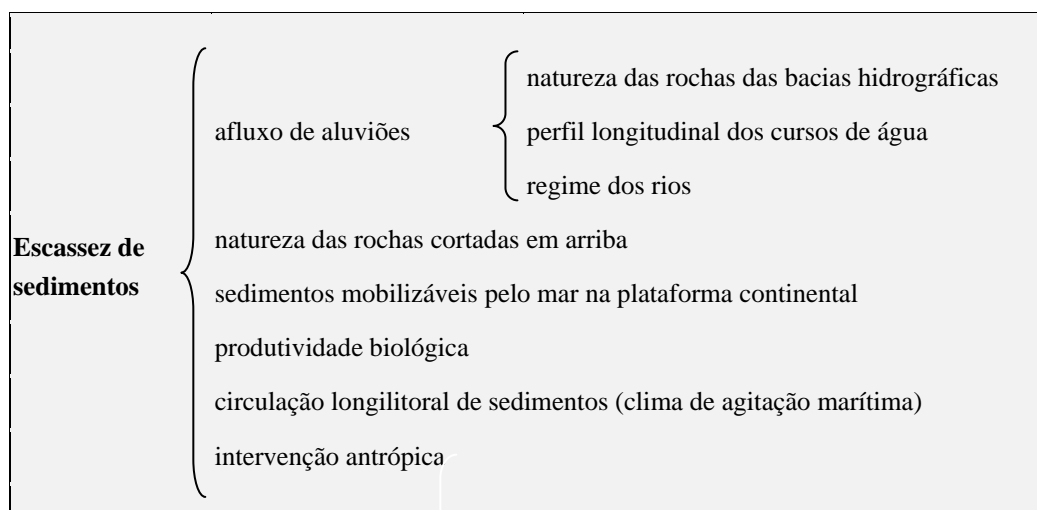 natureza das rochas das bacias hidrográficas
afluxo de aluviões
perfil longitudinal dos cursos de água
regime dos rios
Escassez de
sedimentos
natureza das rochas cortadas em arriba
sedimentos mobilizáveis pelo mar na plataforma continental
produtividade biológica
circulação longilitoral de sedimentos (clima de agitação marítima)
intervenção antrópica